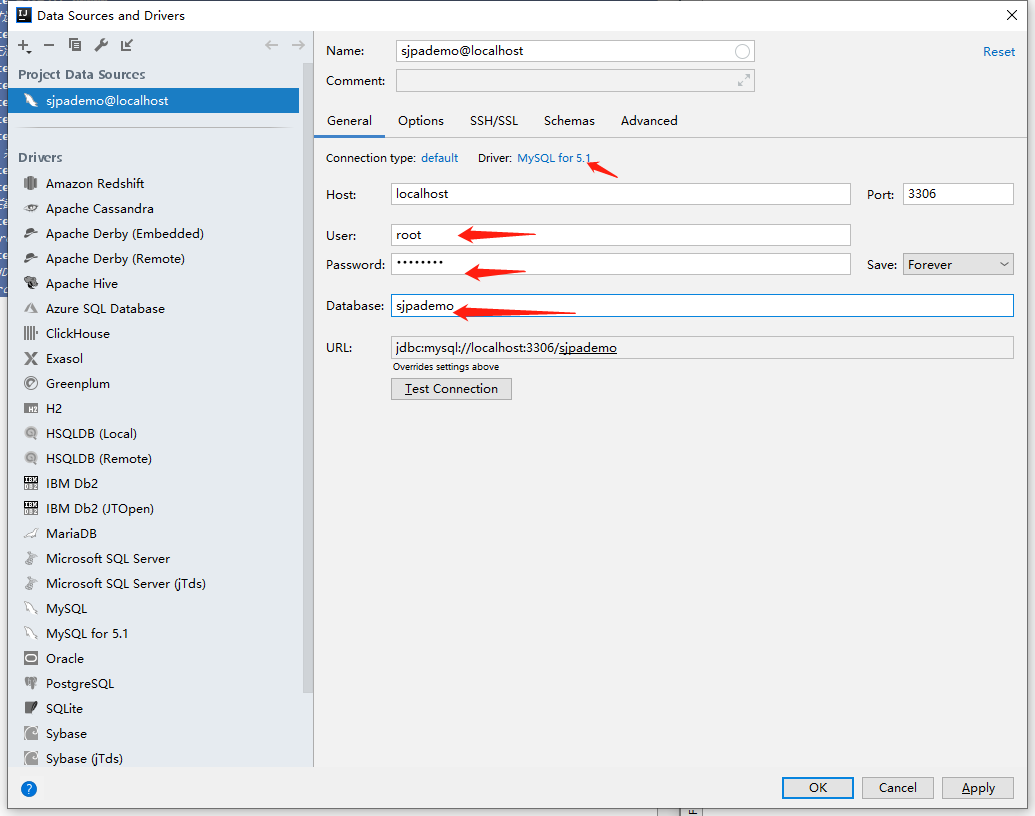 Data Sources and Drivers
Project Data Sources
sjpademo@localhost
Drivers
Amazon Redshift
Apache Cassandra
Apache Derby (Embedded)
Apache Derby (Remote)
Apache Hive
Azure SQL Database
ClickHouse
Exasol
Greenplum
H2
HSQLDB (Local)
HSQLDB (Remote)
IBM Db2
IBM Db2 (JTOpen)
MariaDB
Microsoft SQL Server
Microsoft SQL Server (jTds)
MySQL
MySQL for 5.1
Oracle
PostgreSQL
SQLite
Sybase
Sybase (jTds)
Name: sjpademo@localhost Reset
Comment:
General Options SSH/SSL Schemas Advanced
Connection type: default Driver: MySQL for 5.1
Host: localhost Port: 3306
User: root
Password: •••••••• Save: Forever
Database: sjpademo
URL: jdbc:mysql://localhost:3306/sjpademo
Overrides settings above
Test Connection
? OK Cancel Apply